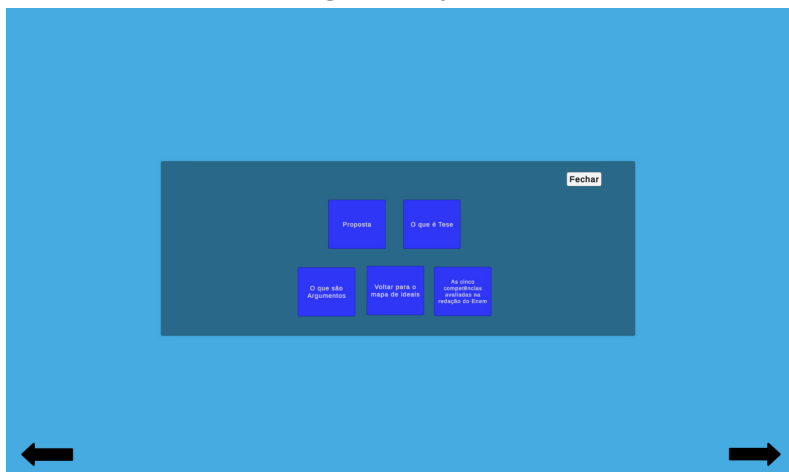 Fechar
Proposta
O que é Tese
O que são
Argumentos
Voltar para o
mapa de ideais
As cinco
competências
avaliadas na
redação do Enem